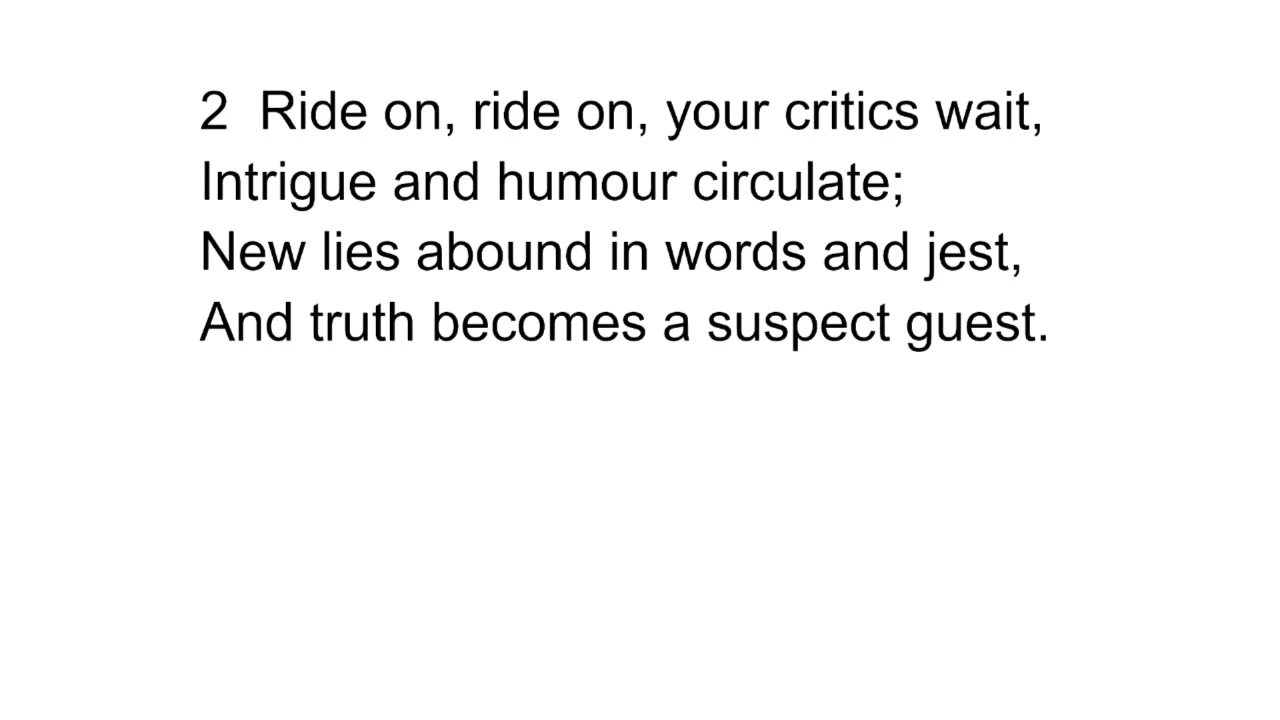 2  Ride on, ride on, your critics wait,
Intrigue and humour circulate;
New lies abound in words and jest,
And truth becomes a suspect guest.